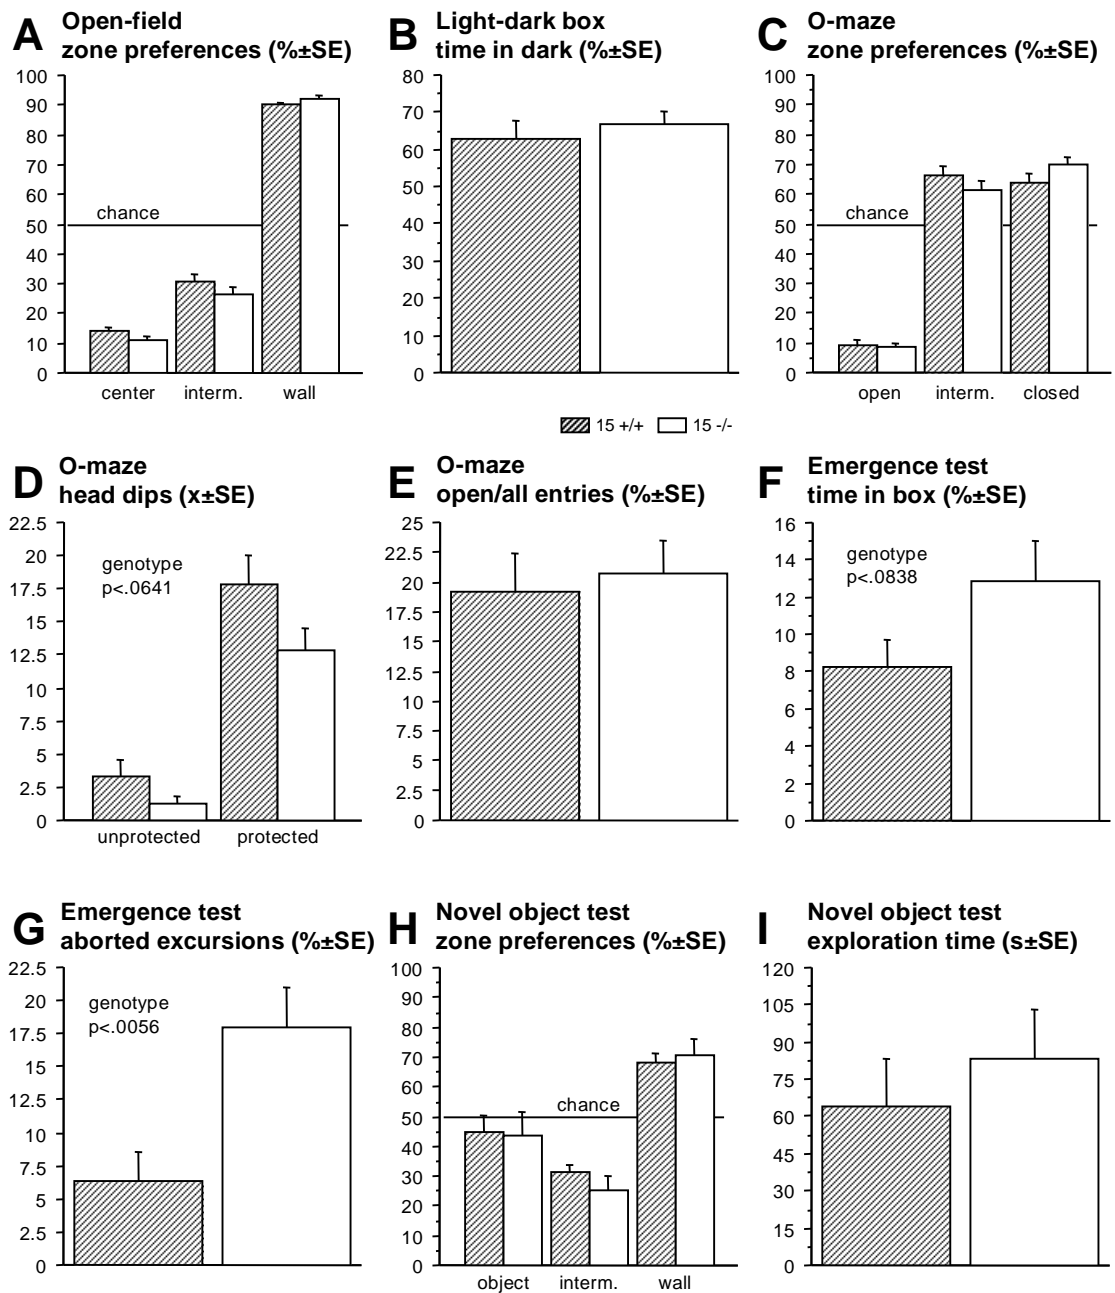 A Open-field
zone preferences (%±SE)
100
90
80
70
60
50
40
30
20
10
0
chance
center interm. wall
B Light-dark box
time in dark (%±SE)
80
70
60
50
40
30
20
10
0
C O-maze
zone preferences (%±SE)
100
90
80
70
60
50
40
30
20
10
0
chance
open interm. closed
15 +/+ 15 -/-
D O-maze
head dips (x±SE)
22.5
20
17.5
15
12.5
10
7.5
5
2.5
0
genotype
p<.0641
unprotected protected
E O-maze
open/all entries (%±SE)
25
22.5
20
17.5
15
12.5
10
7.5
5
2.5
0
F Emergence test
time in box (%±SE)
16
14
12
10
8
6
4
2
0
genotype
p<.0838
G Emergence test
aborted excursions (%±SE)
22.5
20
17.5
15
12.5
10
7.5
5
2.5
0
genotype
p<.0056
H Novel object test
zone preferences (%±SE)
100
90
80
70
60
50
40
30
20
10
0
chance
object interm. wall
I Novel object test
exploration time (s±SE)
120
105
90
75
60
45
30
15
0